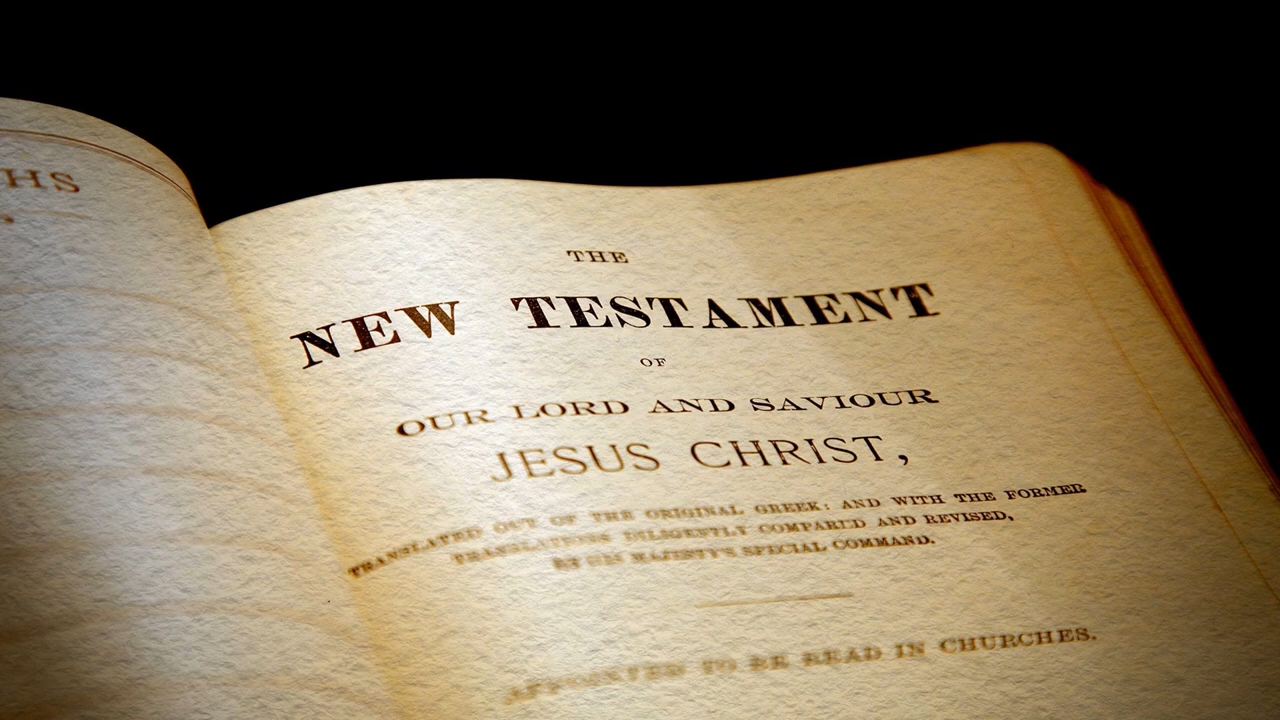 HS
THE
NEW TESTAMENT
OF
OUR LORD AND SAVIOUR
JESUS CHRIST,
TRANSLATED OUT OF THE ORIGINAL GREEK: AND WITH THE FORMER
TRANSLATIONS DILIGENTLY COMPARED AND REVISED,
BY HIS MAJESTY'S SPECIAL COMMAND.
APPOINTED TO BE READ IN CHURCHES.